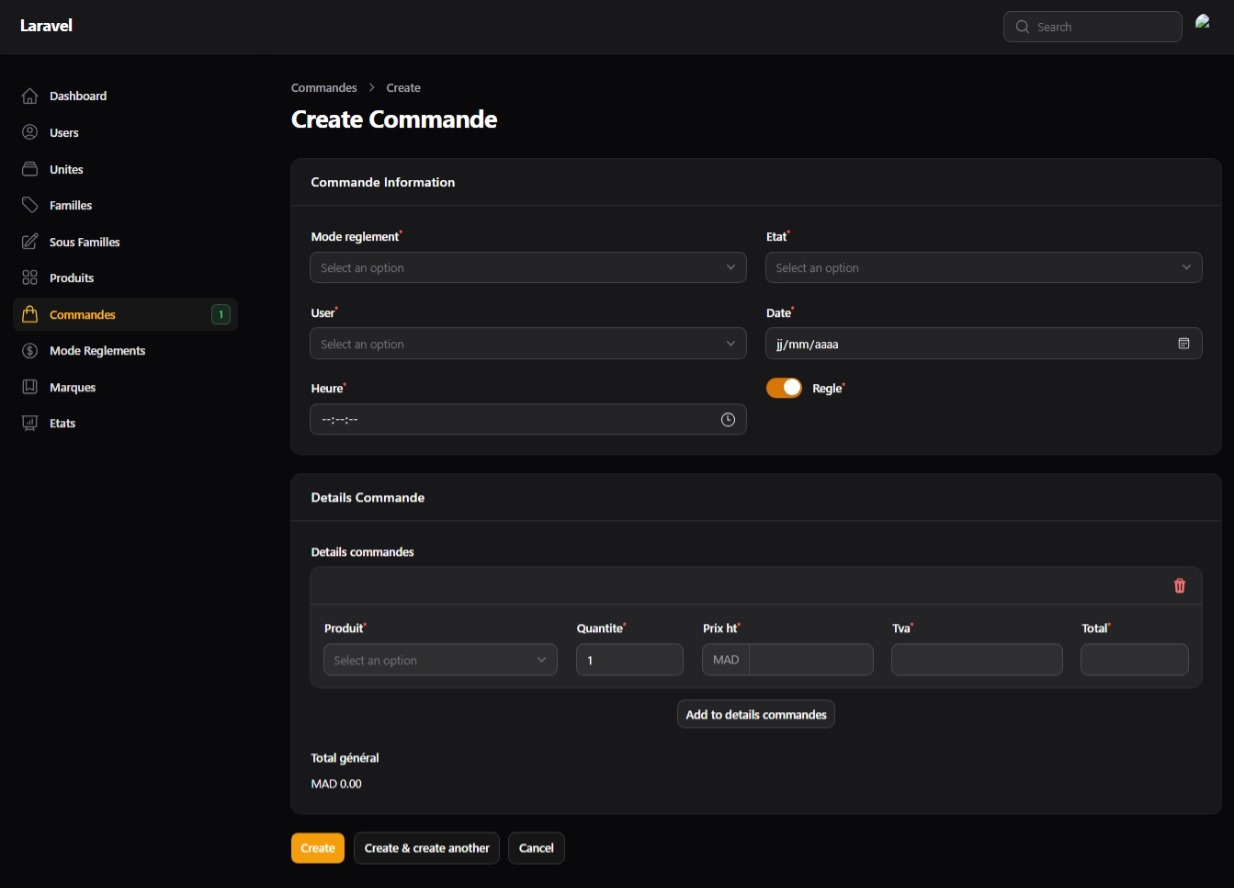 Laravel
Search
Dashboard
Users
Unites
Familles
Sous Familles
Produits
Commandes 1
Mode Reglements
Marques
Etats
Commandes > Create
Create Commande
Commande Information
Mode reglement* Etat*
Select an option Select an option
User* Date*
Select an option jj/mm/aaaa
Heure* Regle*
--:--:--
Details Commande
Details commandes
Produit* Quantite* Prix ht* Tva* Total*
Select an option 1 MAD
Add to details commandes
Total général
MAD 0.00
Create Create & create another Cancel